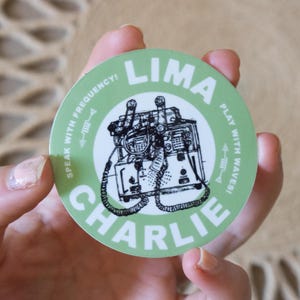 LIMA
SPEAK WITH FREQUENCY!
PLAY WITH WAVES!
CHARLIE